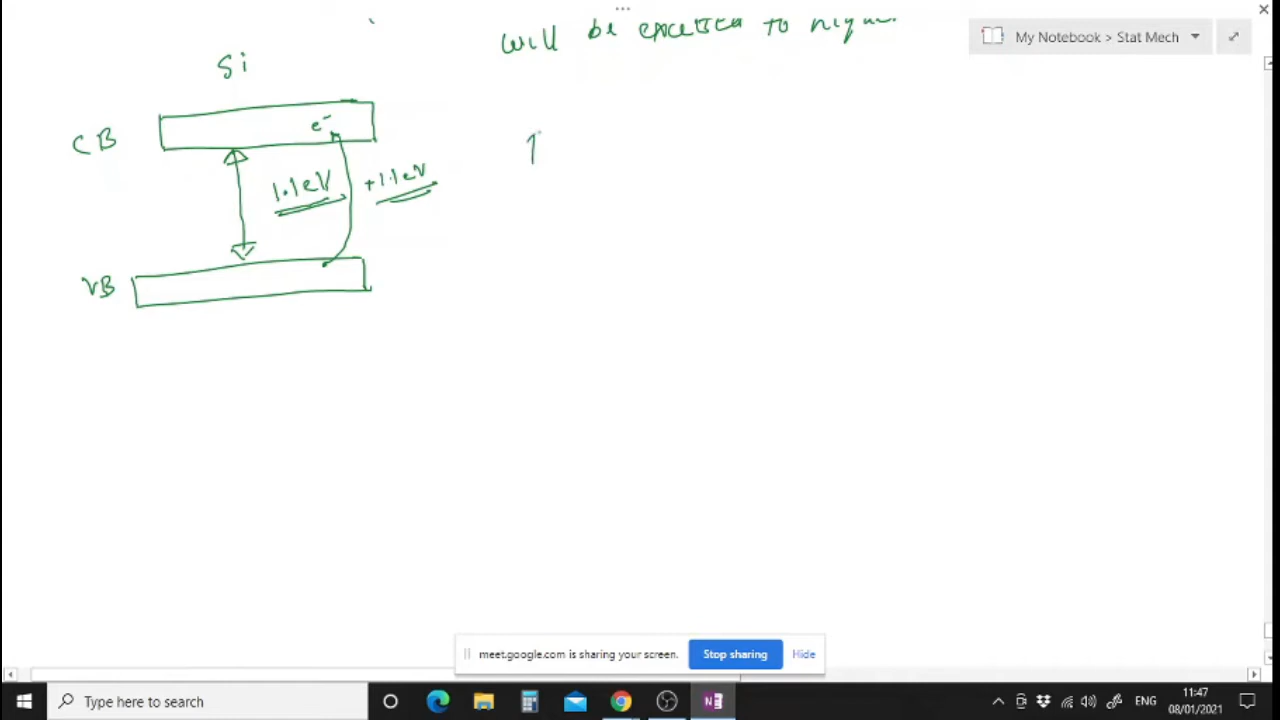 will be
to
My Notebook > Stat Mech
Si
CB
e-
1.1eV
+1.1eV
VB
meet.google.com is sharing your screen.
Stop sharing
Hide
Type here to search
ENG
11:47
08/01/2021